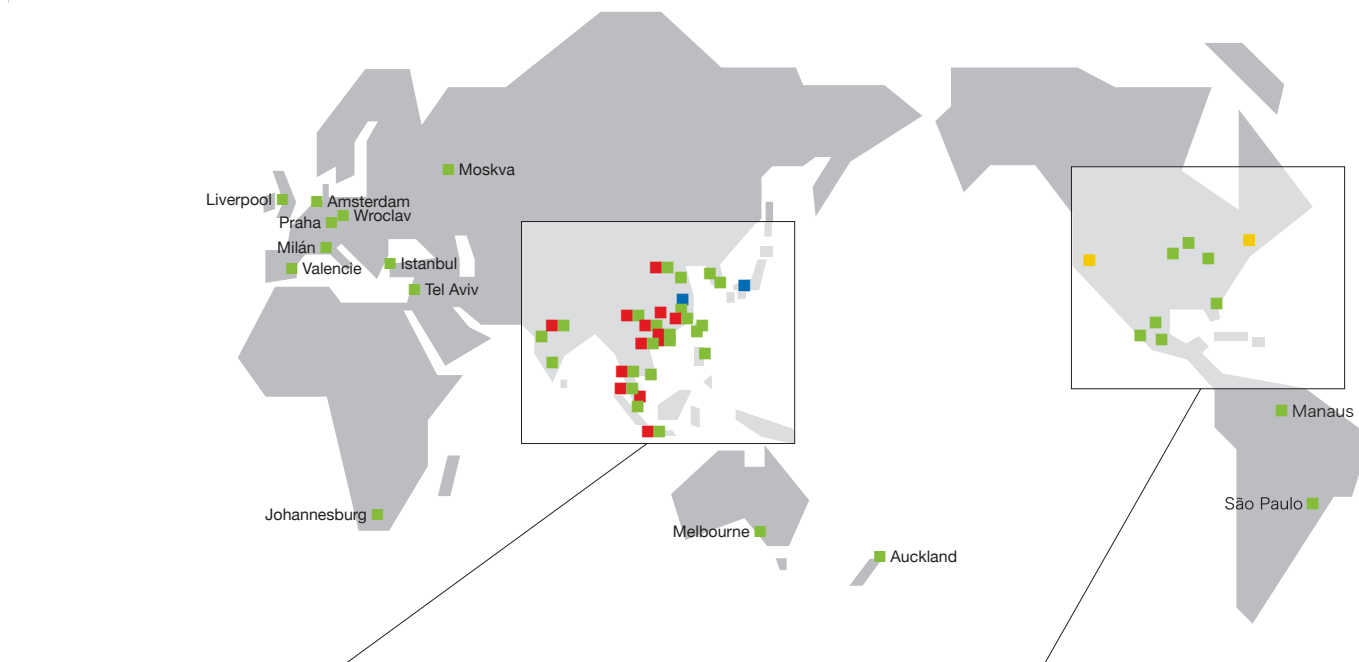 Moskva
Liverpool
Amsterdam
Wroclav
Praha
Milán
Istanbul
Valencie
Tel Aviv
Manaus
São Paulo
Johannesburg
Melbourne
Auckland